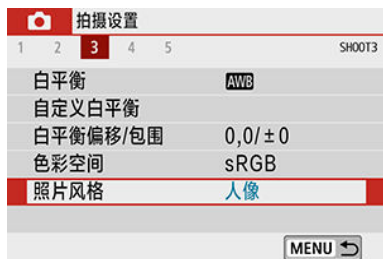 拍摄设置
1 2 3 4 5 SHOOT3
白平衡 AWB
自定义白平衡
白平衡偏移/包围 0,0/±0
色彩空间 sRGB
照片风格 人像
MENU